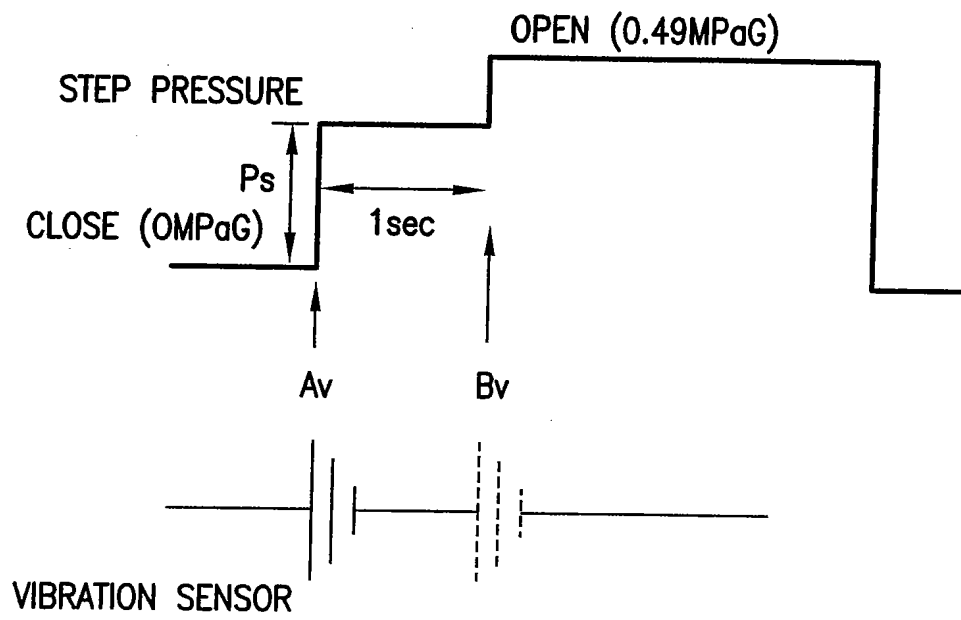 OPEN (0.49MPaG)
STEP PRESSURE
Ps
CLOSE (0MPaG)
1sec
Av
Bv
VIBRATION SENSOR